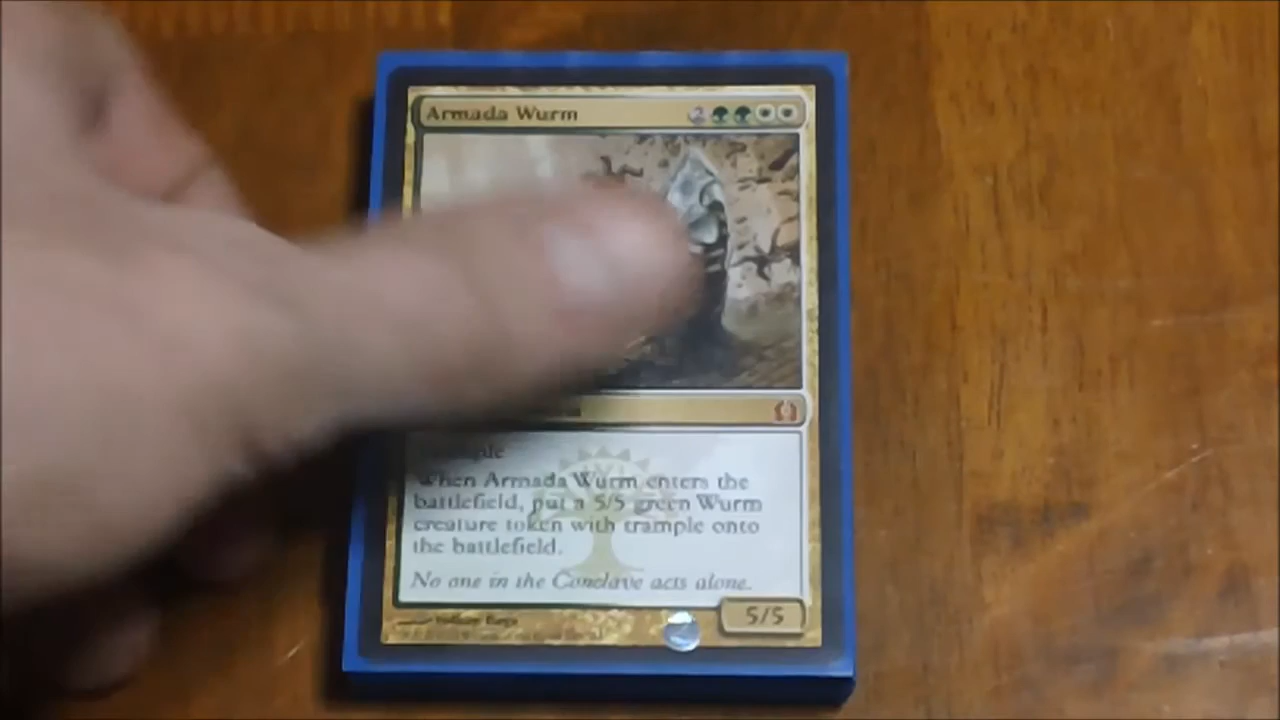 Armada Wurm 2
When Armada Wurm enters the
battlefield, put a 5/5 green Wurm
creature token with trample onto
the battlefield.
No one in the Conclave acts alone.
5/5